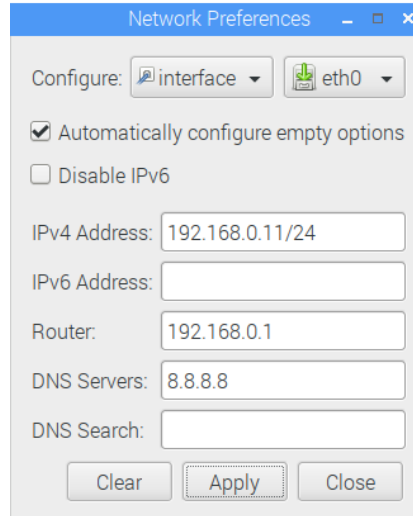 Network Preferences
Configure: interface eth0
Automatically configure empty options
Disable IPv6
IPv4 Address: 192.168.0.11/24
IPv6 Address:
Router: 192.168.0.1
DNS Servers: 8.8.8.8
DNS Search:
Clear Apply Close